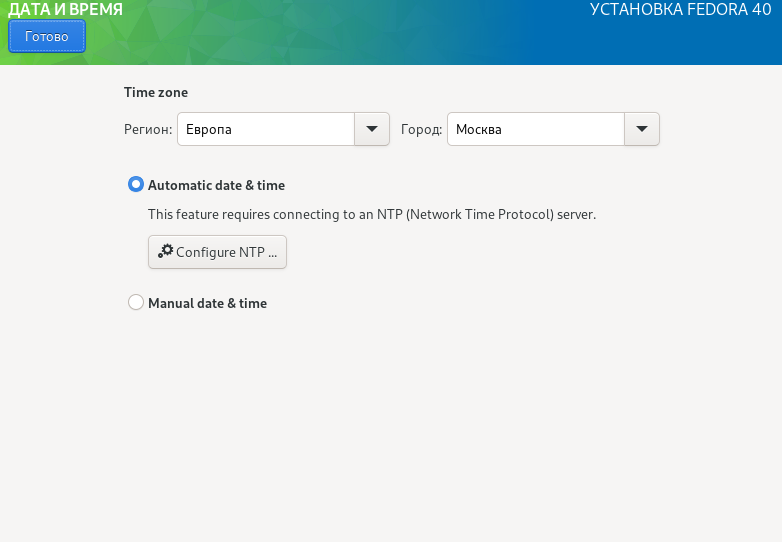 ДАТА И ВРЕМЯ
УСТАНОВКА FEDORA 40
Готово
Time zone
Регион: Европа Город: Москва
Automatic date & time
This feature requires connecting to an NTP (Network Time Protocol) server.
Configure NTP ...
Manual date & time